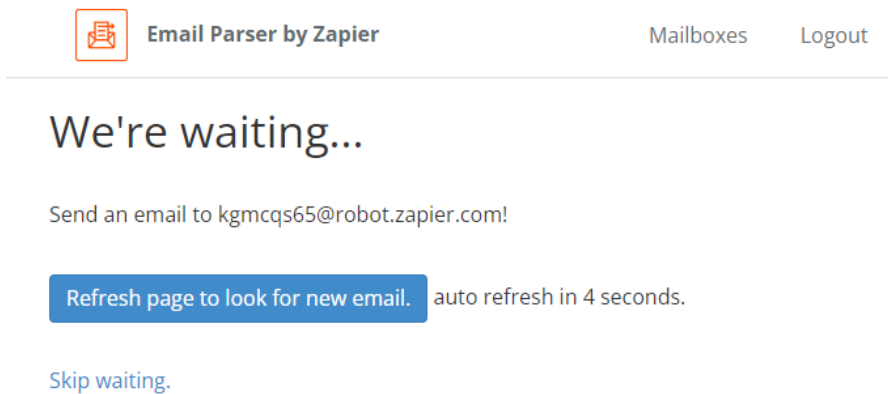 Email Parser by Zapier Mailboxes Logout
We're waiting...
Send an email to kgmcqs65@robot.zapier.com!
Refresh page to look for new email. auto refresh in 4 seconds.
Skip waiting.